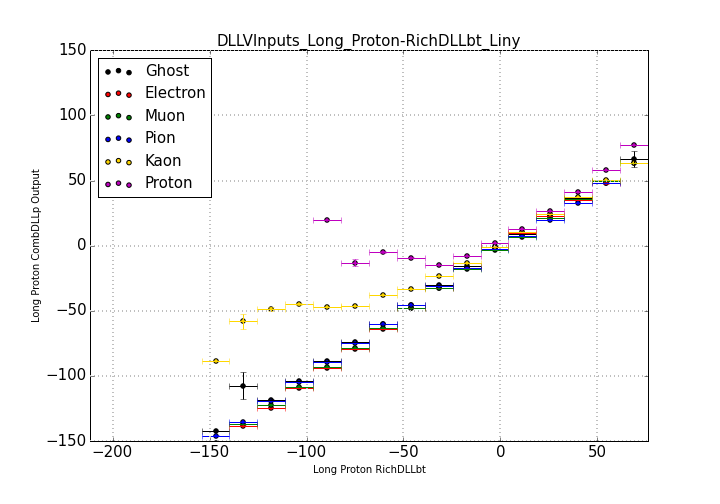 DLLVInputs_Long_Proton-RichDLLbt_Liny
150
100
50
0
−50
−100
−150
Long Proton CombDLLp Output
Ghost
Electron
Muon
Pion
Kaon
Proton
−200 −150 −100 −50 0 50
Long Proton RichDLLbt